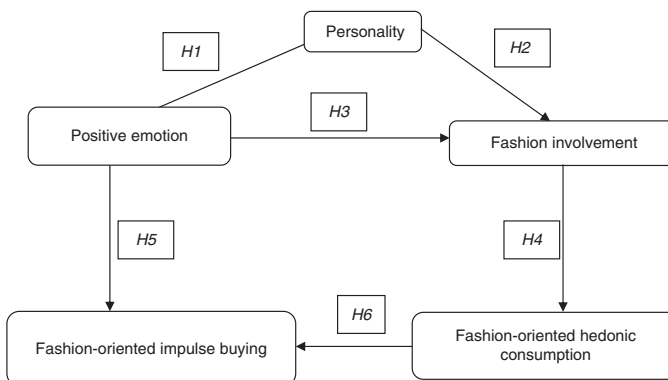 Personality
H1
H2
Positive emotion
H3
Fashion involvement
H5
H4
Fashion-oriented impulse buying
H6
Fashion-oriented hedonic
consumption